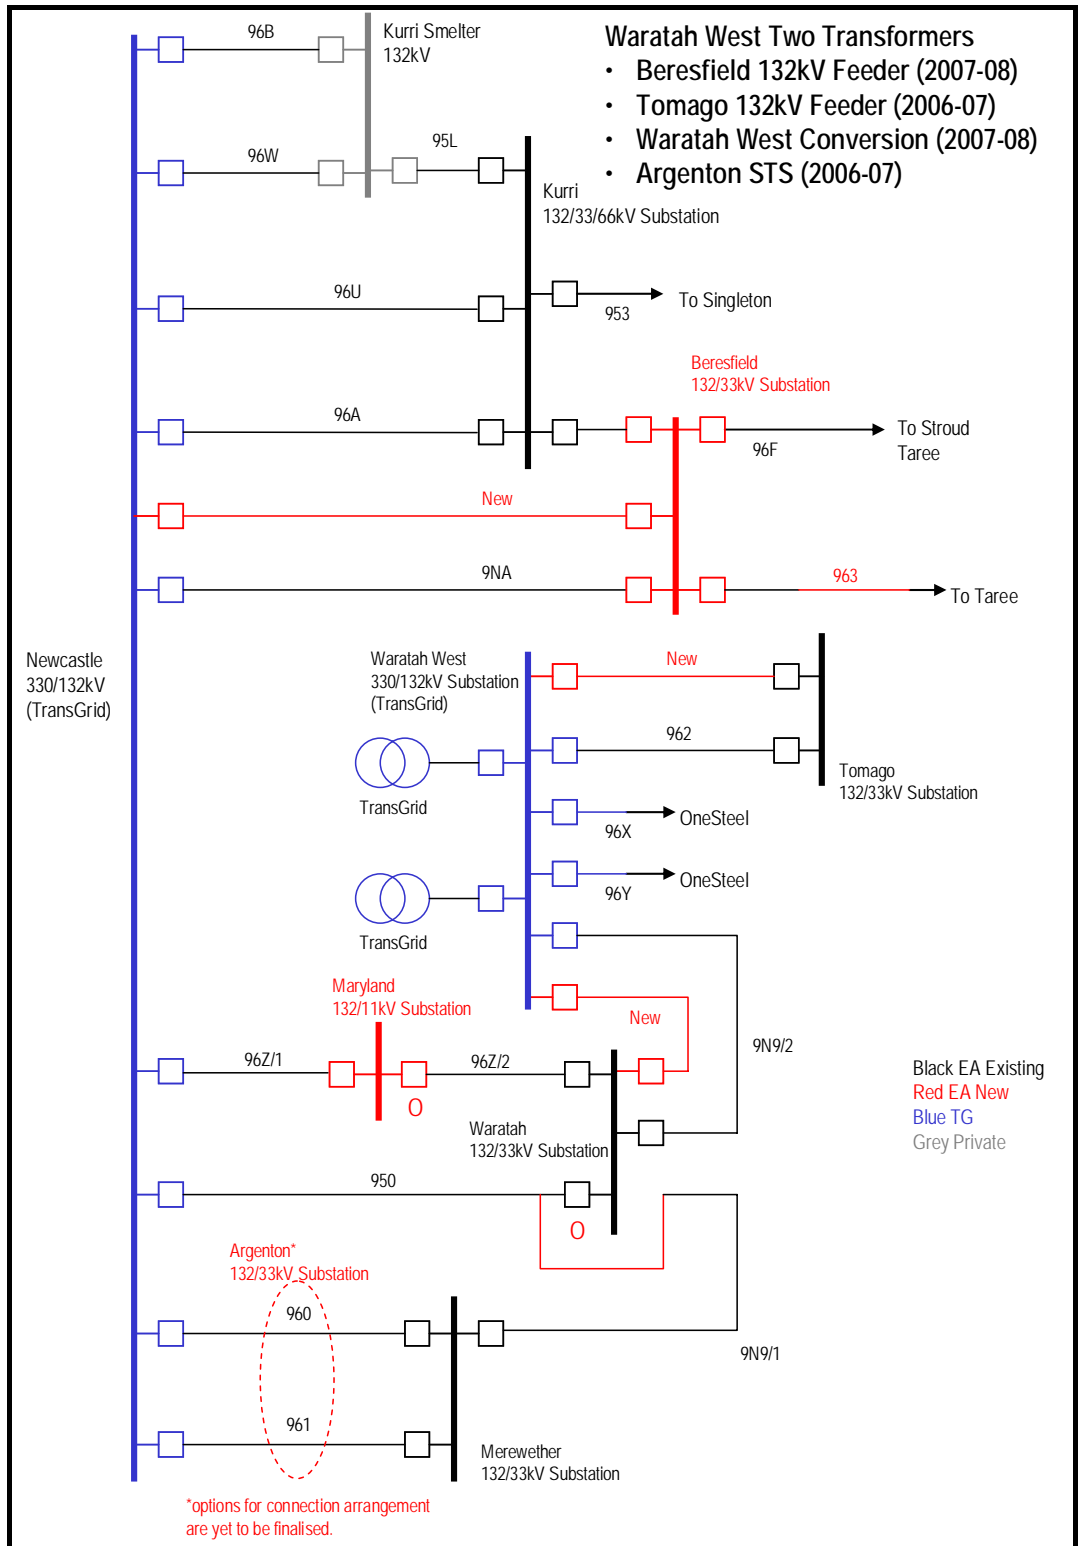 Waratah West Two Transformers
• Beresfield 132kV Feeder (2007-08)
• Tomago 132kV Feeder (2006-07)
• Waratah West Conversion (2007-08)
• Argenton STS (2006-07)
96B
Kurri Smelter
132kV
96W
95L
Kurri
132/33/66kV Substation
96U
953
To Singleton
Beresfield
132/33kV Substation
96A
96F
To Stroud
Taree
New
9NA
963
To Taree
Newcastle
330/132kV
(TransGrid)
Waratah West
330/132kV Substation
(TransGrid)
New
962
Tomago
132/33kV Substation
TransGrid
96X
OneSteel
96Y
OneSteel
TransGrid
Maryland
132/11kV Substation
New
9N9/2
96Z/1
96Z/2
O
Waratah
132/33kV Substation
Black EA Existing
Red EA New
Blue TG
Grey Private
950
O
Argenton*
132/33kV Substation
960
9N9/1
961
Merewether
132/33kV Substation
*options for connection arrangement
are yet to be finalised.